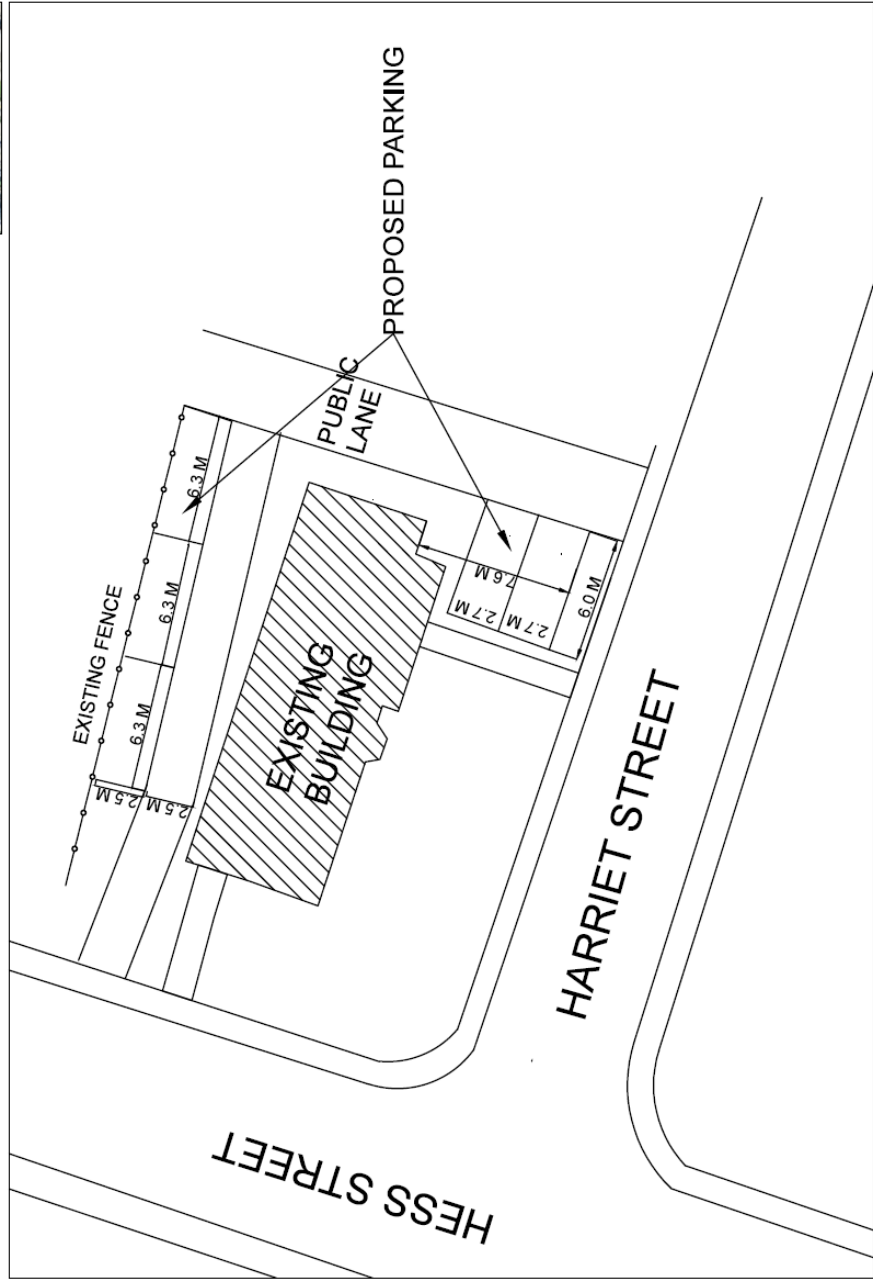 PROPOSED PARKING
PUBLIC
LANE
EXISTING FENCE
6.3 M
6.3 M
6.3 M
2.5 M
2.5 M
EXISTING
BUILDING
7.6 M
2.7 M
2.7 M
6.0 M
HARRIET STREET
HESS STREET